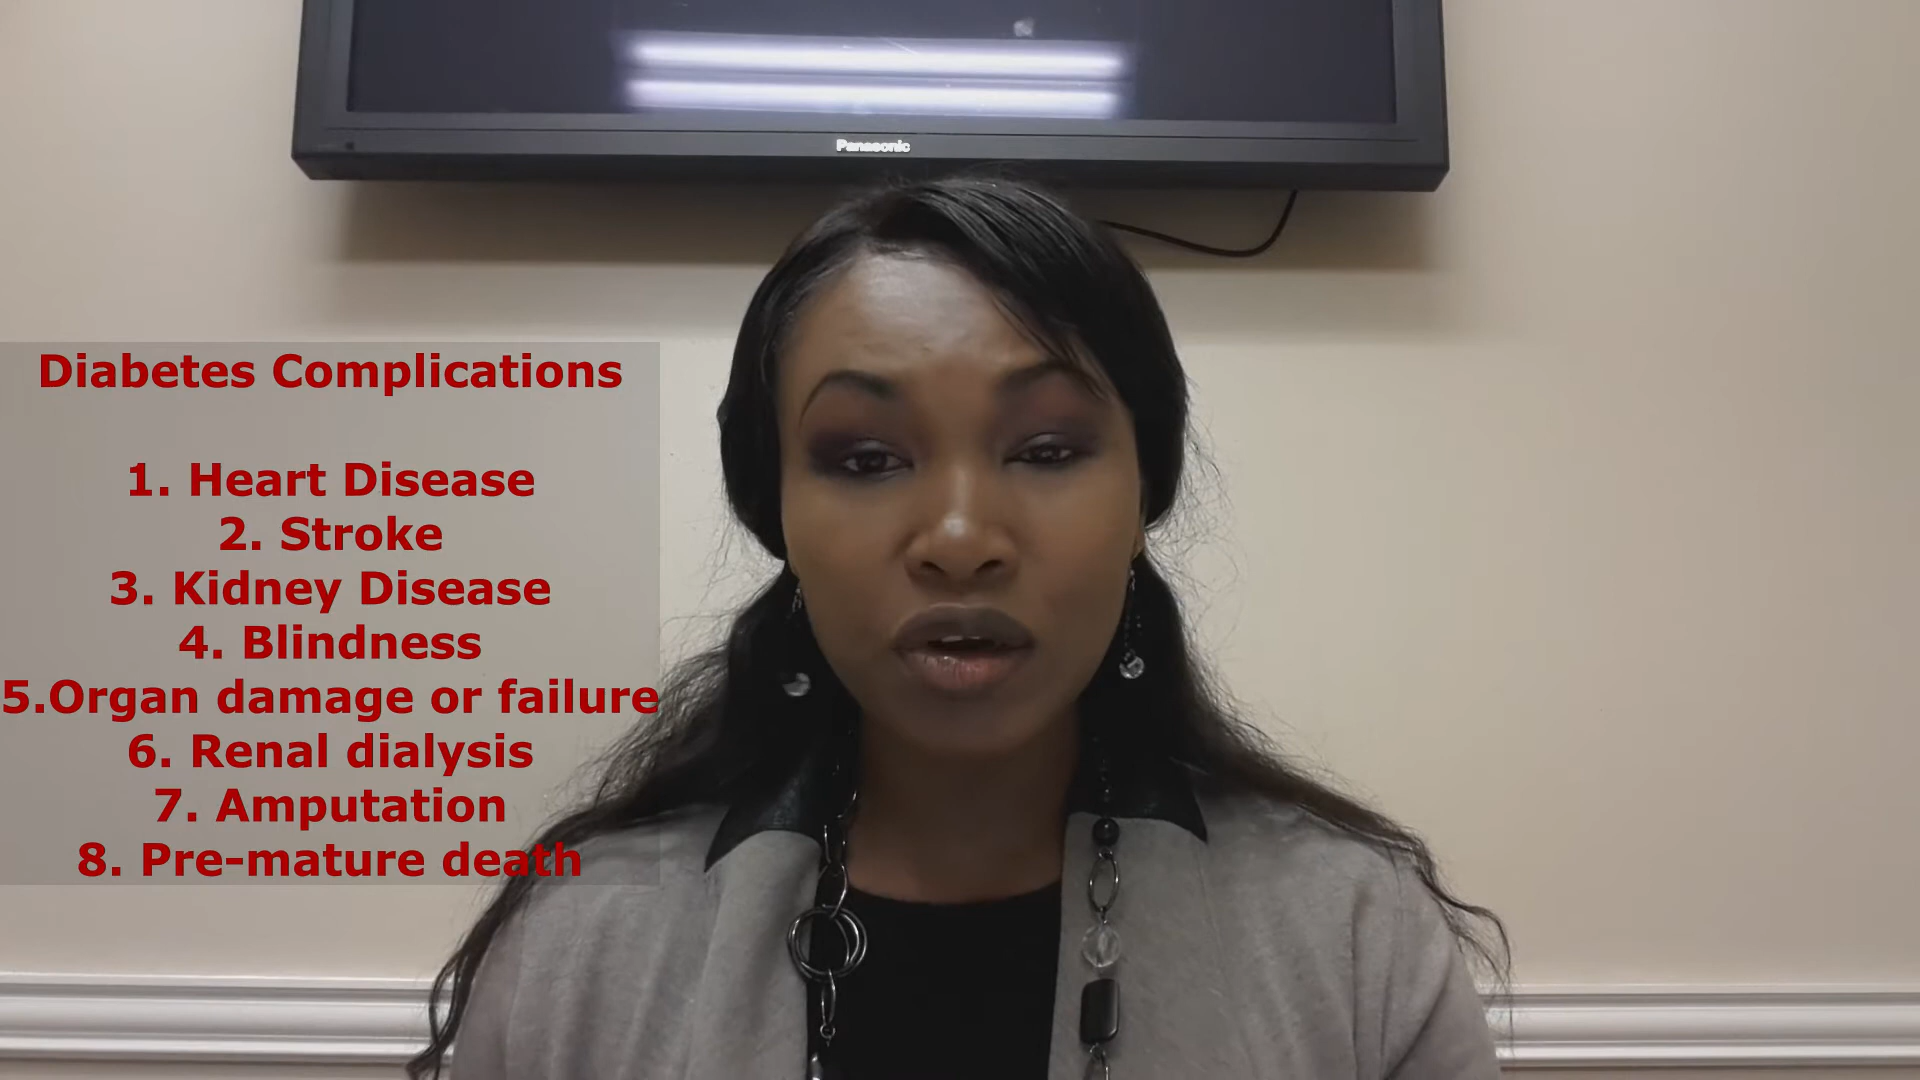 Panasonic
Diabetes Complications
1. Heart Disease
2. Stroke
3. Kidney Disease
4. Blindness
5.Organ damage or failure
6. Renal dialysis
7. Amputation
8. Pre-mature death